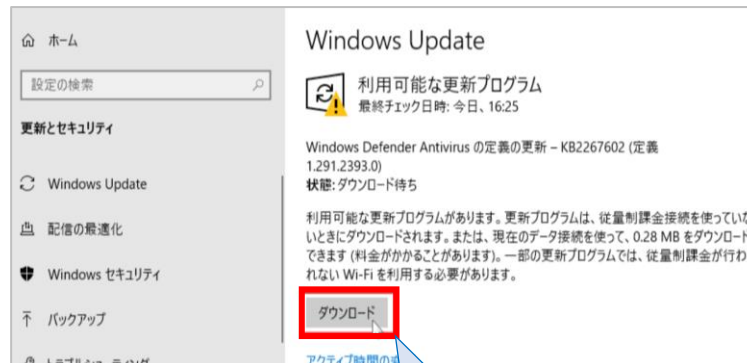 ホーム
設定の検索
更新とセキュリティ
Windows Update
配信の最適化
Windows セキュリティ
バックアップ
Windows Update
利用可能な更新プログラム
最終チェック日時: 今日、16:25
Windows Defender Antivirus の定義の更新 – KB2267602 (定義
1.291.2393.0)
状態: ダウンロード待ち
利用可能な更新プログラムがあります。更新プログラムは、従量制課金接続を使っていな
いときにダウンロードされます。または、現在のデータ接続を使って、0.28 MB をダウンロード
できます (料金がかかることがあります)。一部の更新プログラムでは、従量制課金が行わ
れない Wi-Fi を利用する必要があります。
ダウンロード
アクティブ時間の